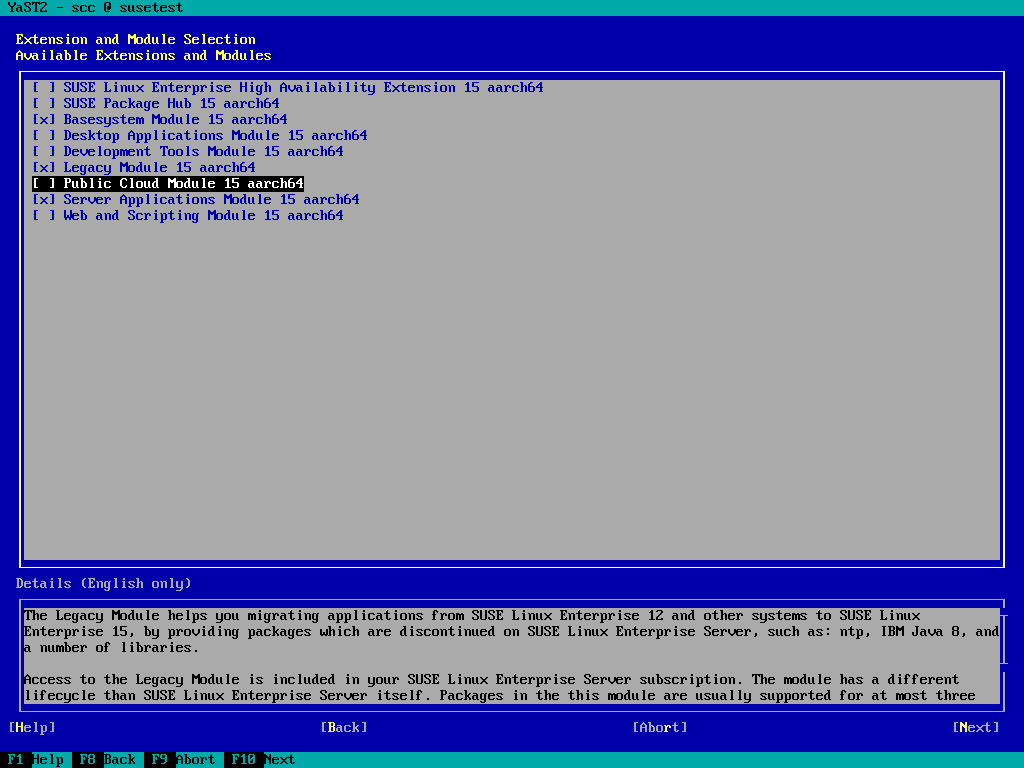 YaST2 - scc @ susetest
Extension and Module Selection
Available Extensions and Modules
[ ] SUSE Linux Enterprise High Availability Extension 15 aarch64
[ ] SUSE Package Hub 15 aarch64
[x] Basesystem Module 15 aarch64
[ ] Desktop Applications Module 15 aarch64
[ ] Development Tools Module 15 aarch64
[x] Legacy Module 15 aarch64
[ ] Public Cloud Module 15 aarch64
[x] Server Applications Module 15 aarch64
[ ] Web and Scripting Module 15 aarch64
Details (English only)
The Legacy Module helps you migrating applications from SUSE Linux Enterprise 12 and other systems to SUSE Linux
Enterprise 15, by providing packages which are discontinued on SUSE Linux Enterprise Server, such as: ntp, IBM Java 8, and
a number of libraries.
Access to the Legacy Module is included in your SUSE Linux Enterprise Server subscription. The module has a different
lifecycle than SUSE Linux Enterprise Server itself. Packages in the this module are usually supported for at most three
[Help] [Back] [Abort] [Next]
F1 Help F8 Back F9 Abort F10 Next